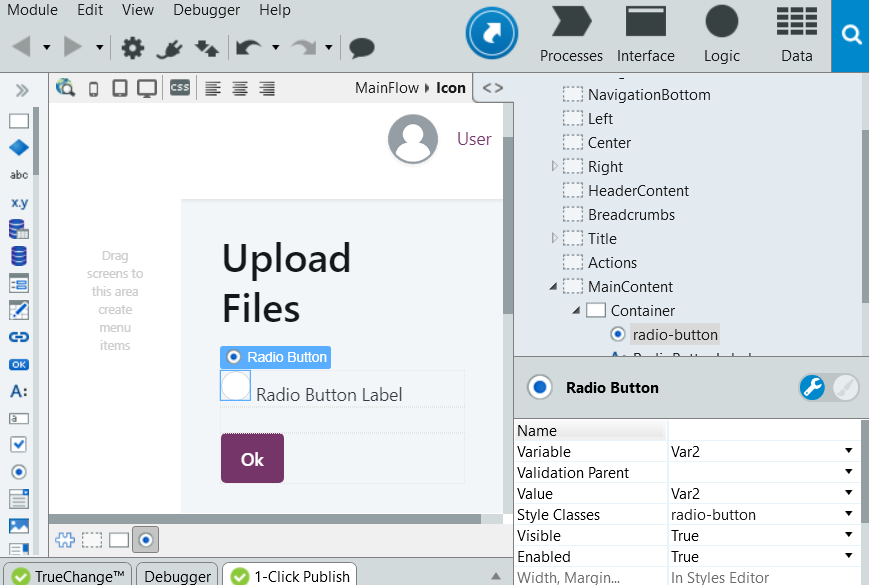 Module Edit View Debugger Help
Processes Interface Logic Data
CSS
MainFlow Icon <>
abc
x.y
OK
A:
a
User
Drag
screens to
this area
create
menu
items
Upload
Files
Radio Button
Radio Button Label
Ok
TrueChange™ Debugger 1-Click Publish
NavigationBottom
Left
Center
Right
HeaderContent
Breadcrumbs
Title
Actions
MainContent
Container
radio-button
Radio Button
Name
Variable Var2
Validation Parent
Value Var2
Style Classes radio-button
Visible True
Enabled True
Width, Margin... In Styles Editor